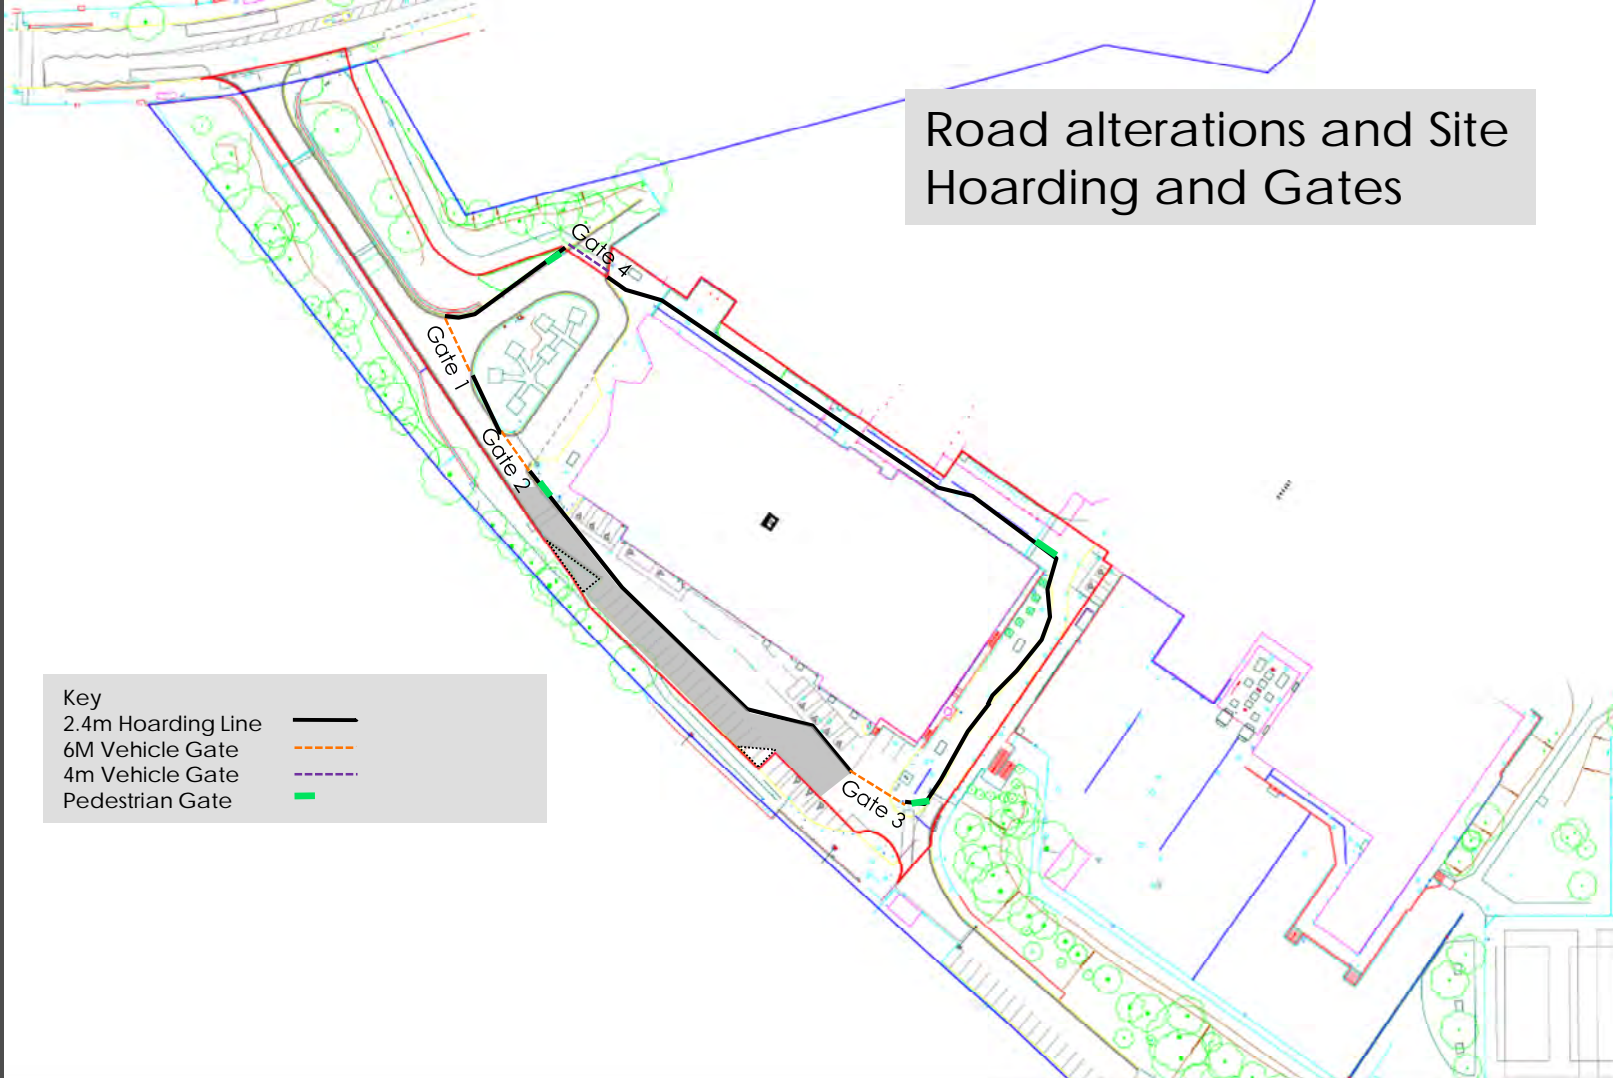 Road alterations and Site
Hoarding and Gates
Gate 4
Gate 1
Gate 2
Gate 3
Key
2.4m Hoarding Line
6M Vehicle Gate
4m Vehicle Gate
Pedestrian Gate